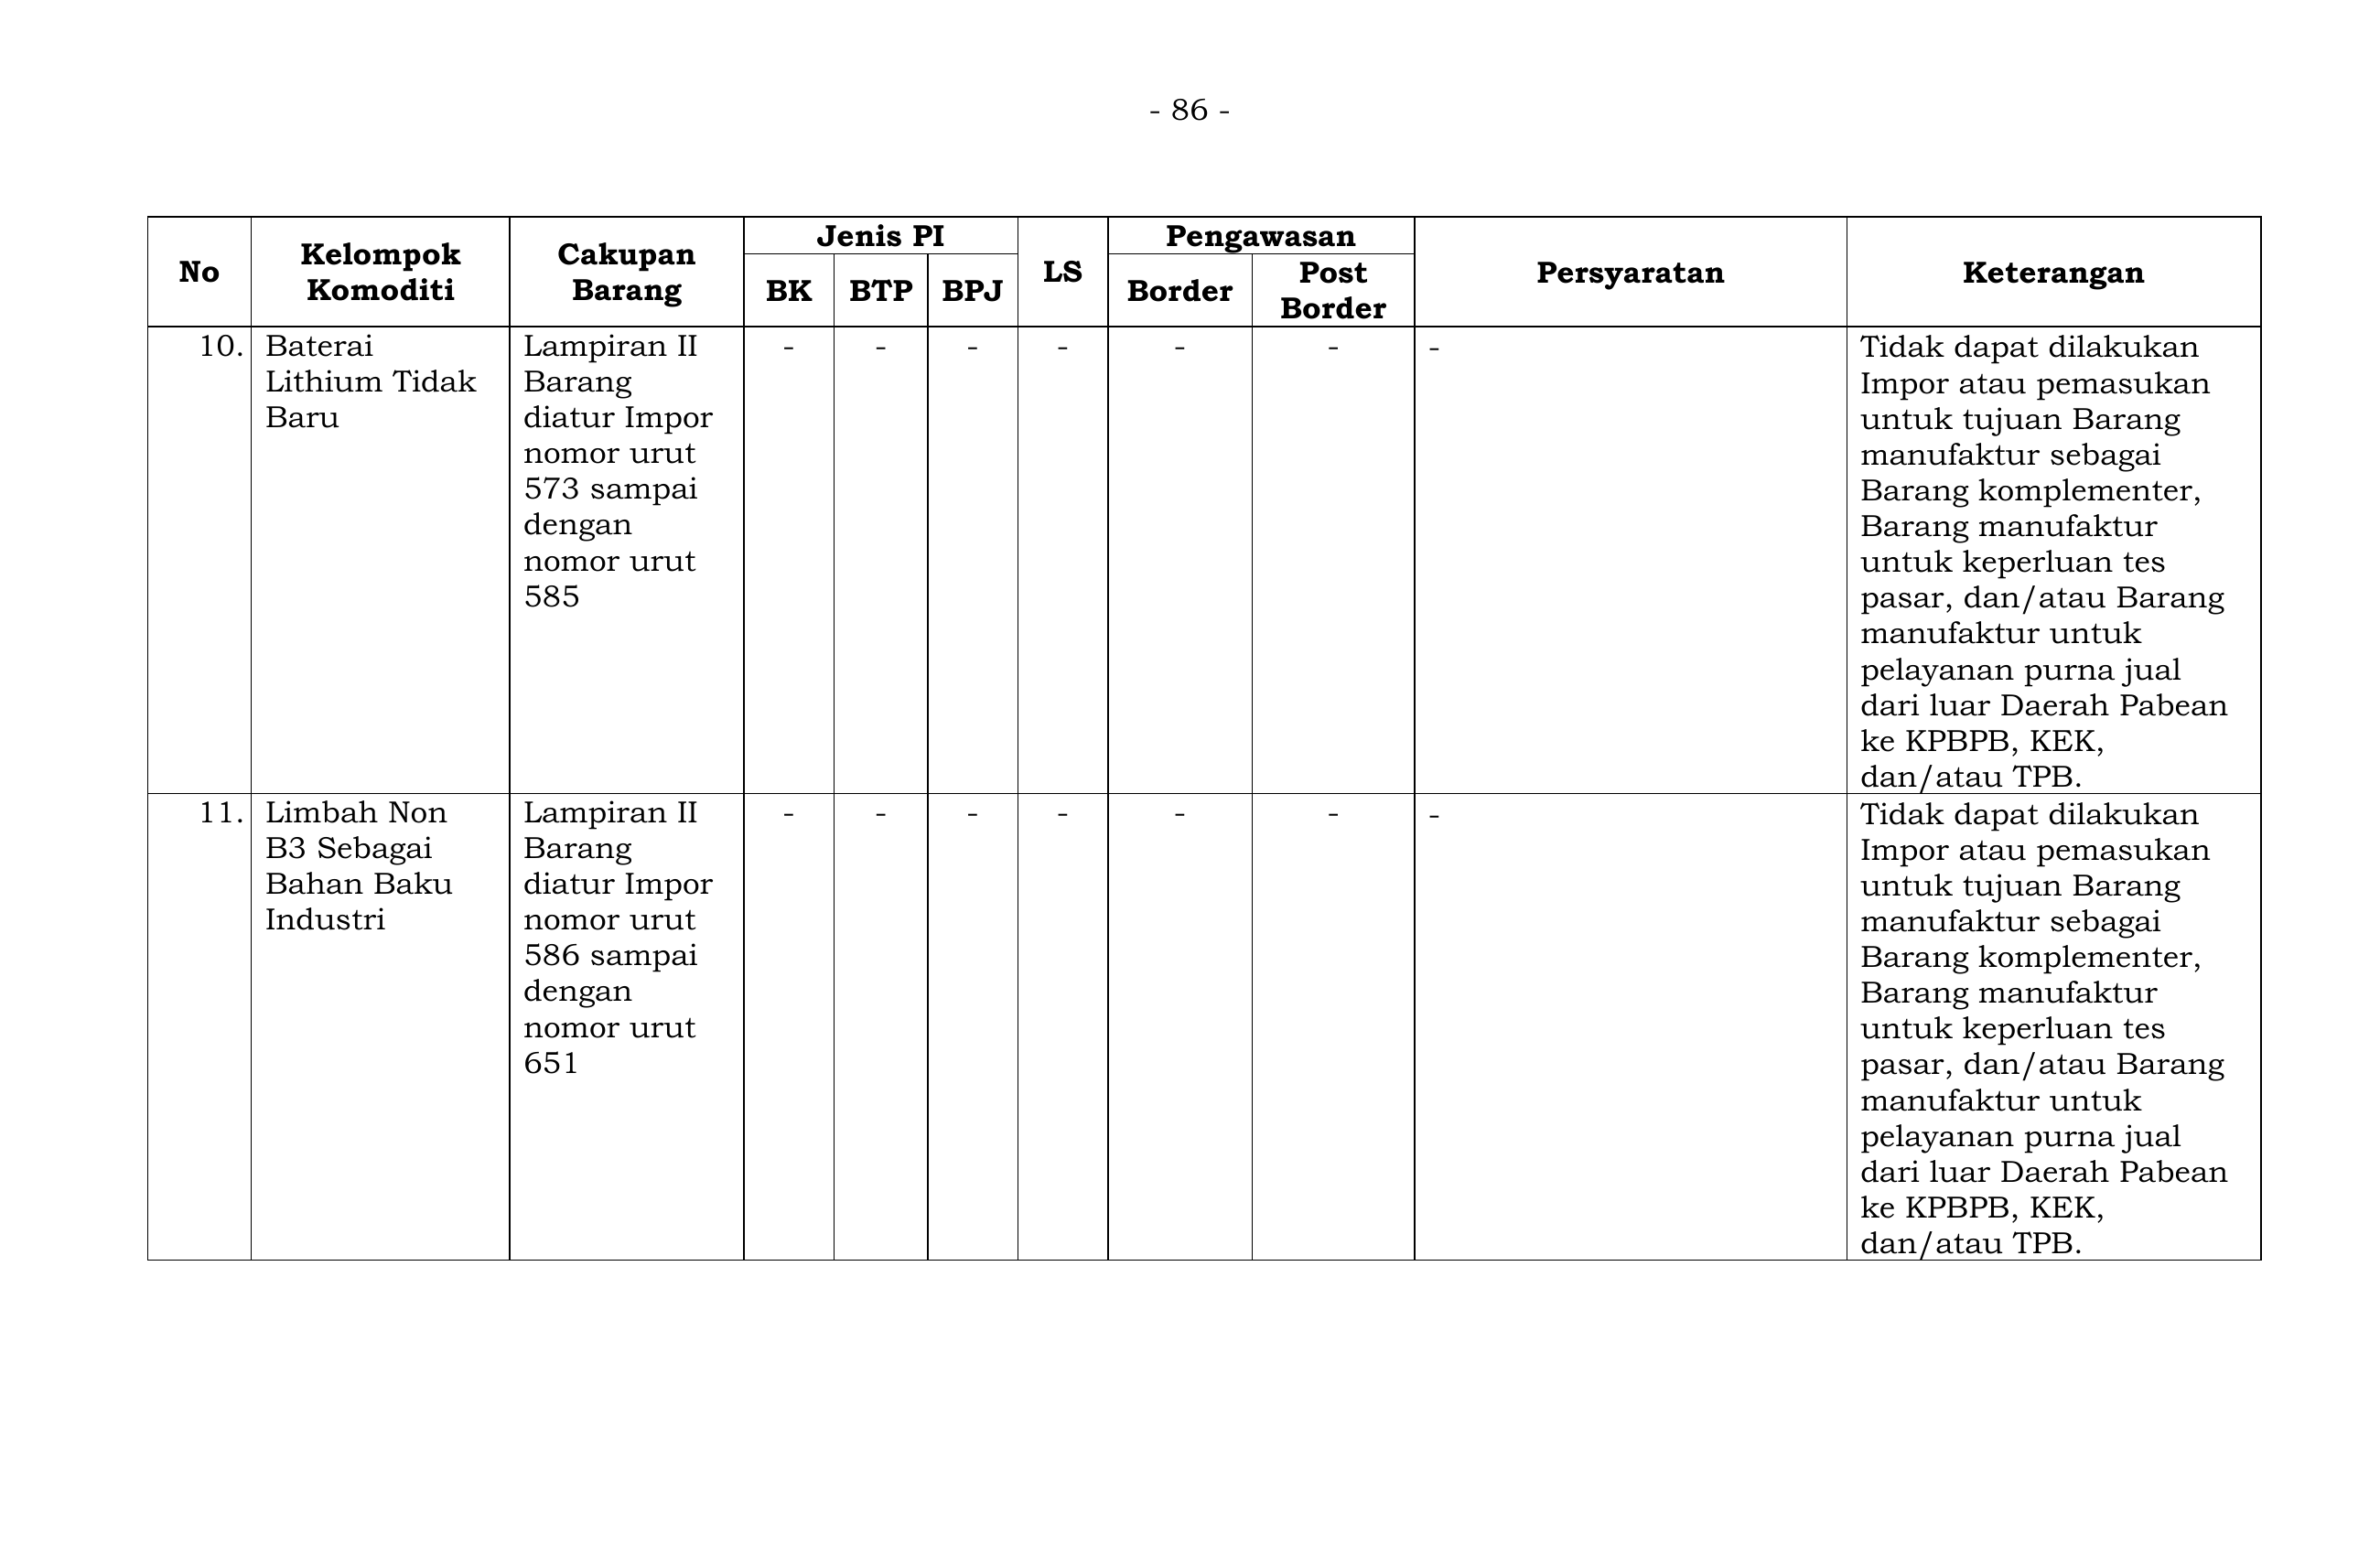 - 86 -
No
Kelompok
Komoditi
Cakupan
Barang
Jenis PI
BK
BTP
BPJ
LS
Pengawasan
Border
Post
Border
Persyaratan
Keterangan
10.
Baterai
Lithium Tidak
Baru
Lampiran II
Barang
diatur Impor
nomor urut
573 sampai
dengan
nomor urut
585
-
-
-
-
-
-
-
Tidak dapat dilakukan
Impor atau pemasukan
untuk tujuan Barang
manufaktur sebagai
Barang komplementer,
Barang manufaktur
untuk keperluan tes
pasar, dan/atau Barang
manufaktur untuk
pelayanan purna jual
dari luar Daerah Pabean
ke KPBPB, KEK,
dan/atau TPB.
11.
Limbah Non
B3 Sebagai
Bahan Baku
Industri
Lampiran II
Barang
diatur Impor
nomor urut
586 sampai
dengan
nomor urut
651
-
-
-
-
-
-
-
Tidak dapat dilakukan
Impor atau pemasukan
untuk tujuan Barang
manufaktur sebagai
Barang komplementer,
Barang manufaktur
untuk keperluan tes
pasar, dan/atau Barang
manufaktur untuk
pelayanan purna jual
dari luar Daerah Pabean
ke KPBPB, KEK,
dan/atau TPB.